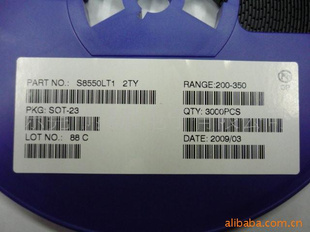 PART NO.: S8550LT1 2TY
RANGE:200-350
PKG: SOT-23
QTY: 3000PCS
LOT NO.: 88 C
DATE: 2009/03
alibaba.com.cn